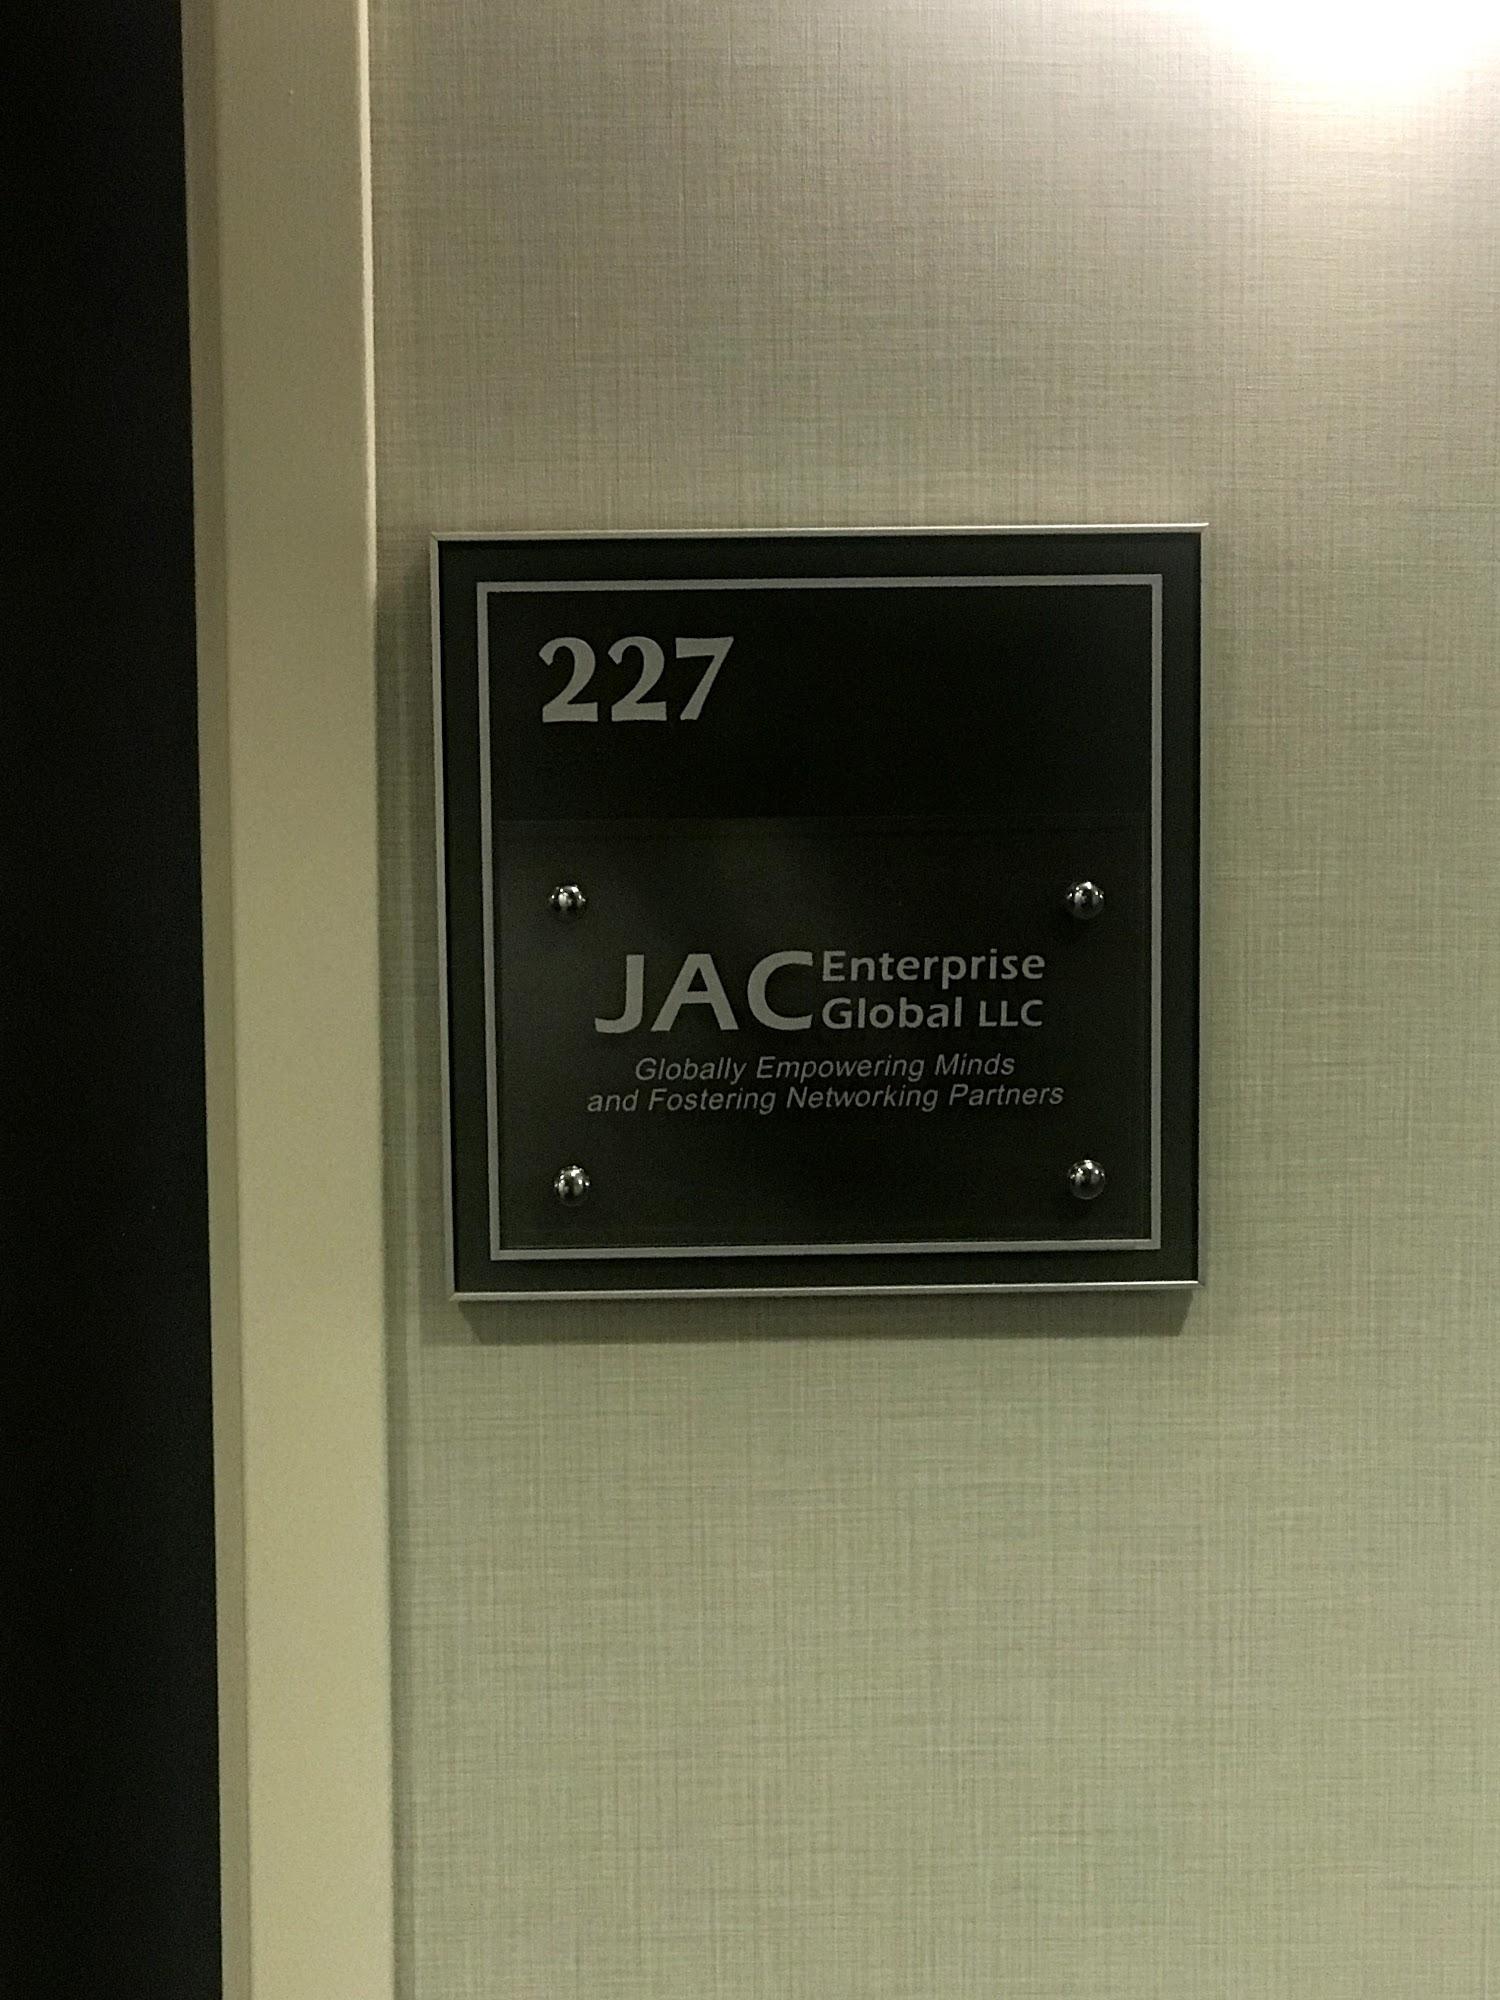 227
JAC Enterprise
Global LLC
Globally Empowering Minds
and Fostering Networking Partners